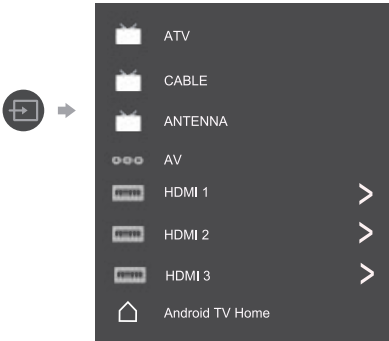 ATV
CABLE
ANTENNA
AV
HDMI 1
HDMI 2
HDMI 3
Android TV Home